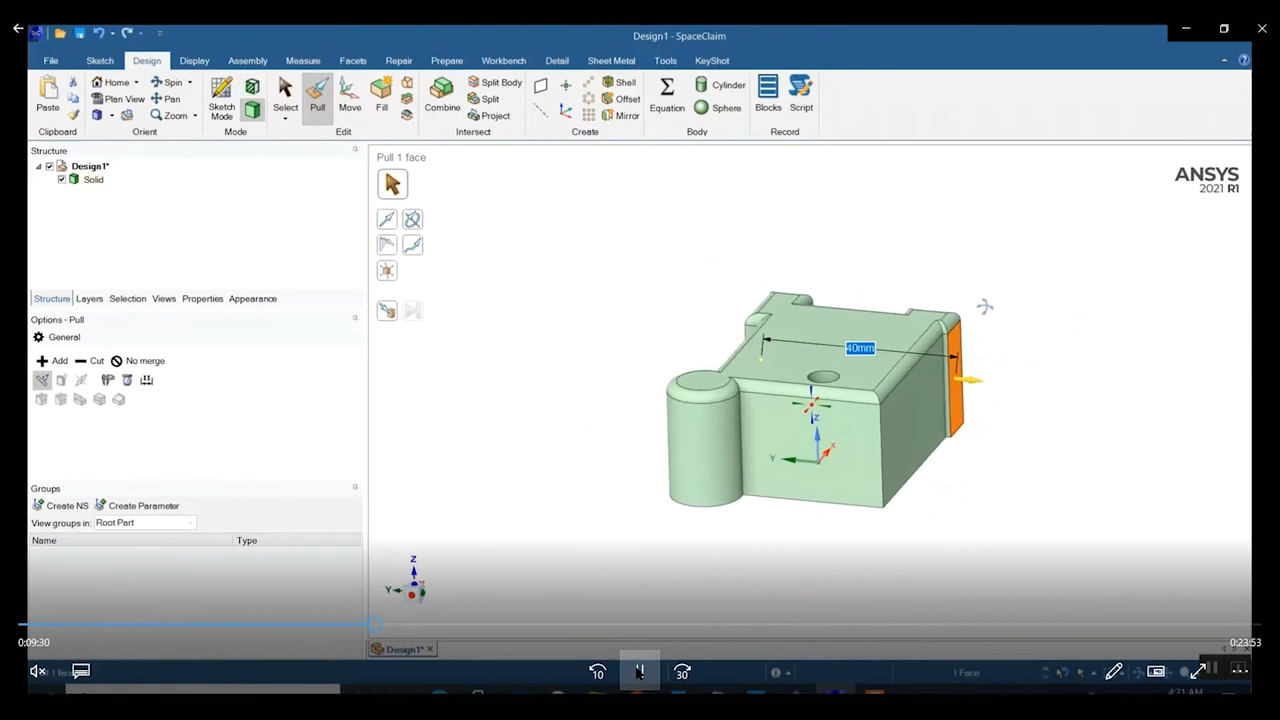 Design1 - SpaceClaim
File Sketch Design Display Assembly Measure Facets Repair Prepare Workbench Detail Sheet Metal Tools KeyShot
Home Spin Split Body Shell Cylinder
Plan View Pan Split Offset
Paste Zoom Sketch Mode Select Pull Move Fill Combine Project Mirror Equation Sphere Blocks Script
Clipboard Orient Mode Edit Intersect Create Body Record
Structure
Pull 1 face
Design1*
Solid
ANSYS
2021 R1
Structure Layers Selection Views Properties Appearance
Options - Pull
General
40mm
Add Cut No merge
Z
X
Y
Groups
Create NS Create Parameter
View groups in: Root Part
Name Type
Z
Y
0:09:30
0:23:53
Design1*
10
30
1 Face
4:21 AM